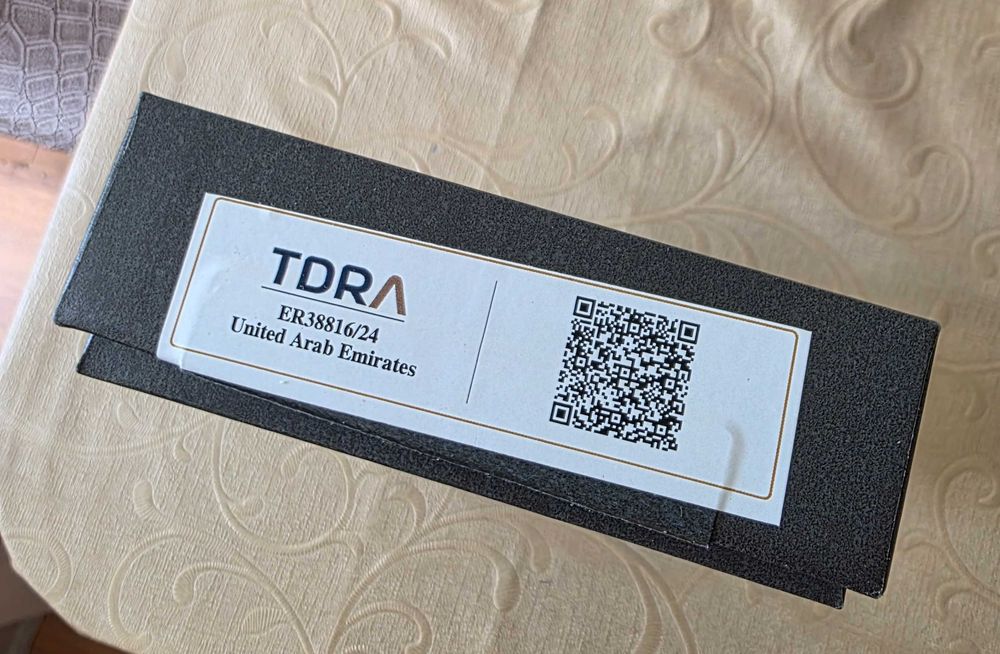 TDRA
ER38816/24
United Arab Emirates